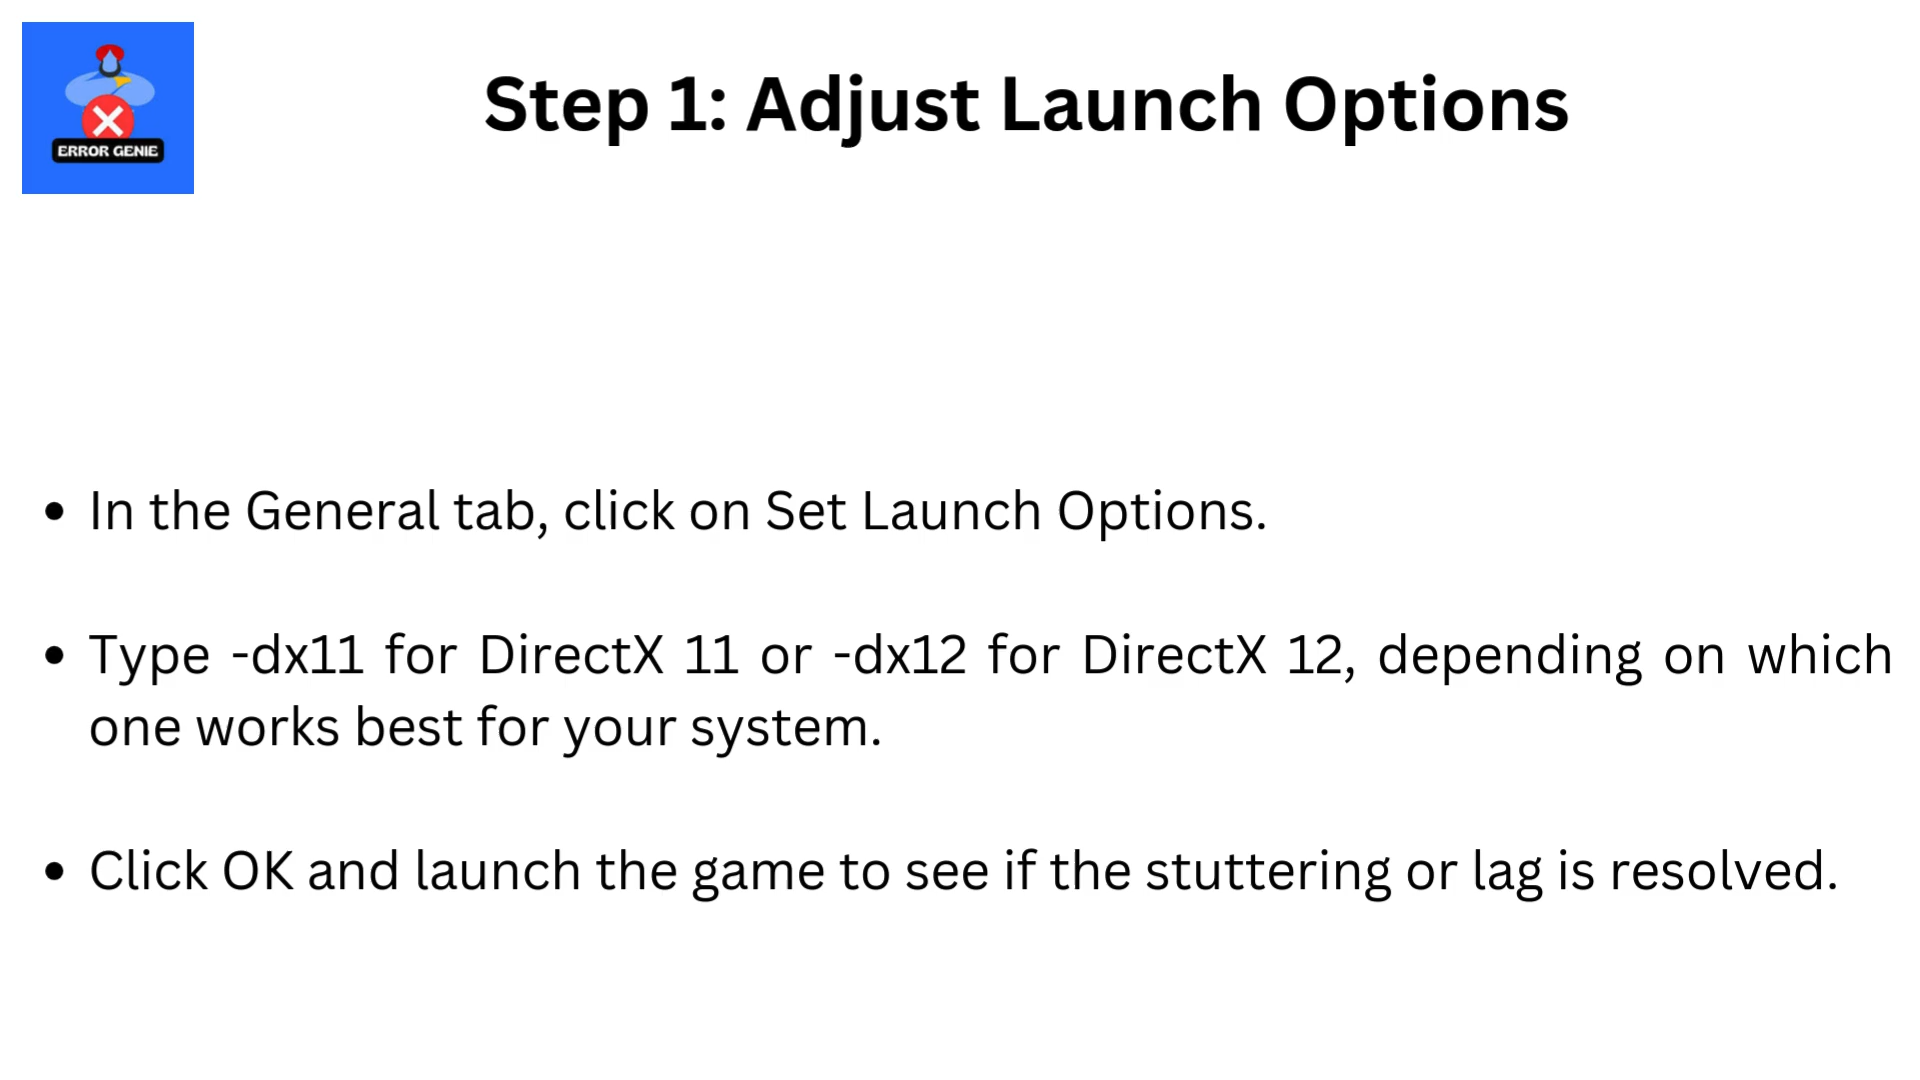 ERROR GENIE
Step 1: Adjust Launch Options
• In the General tab, click on Set Launch Options.
• Type -dx11 for DirectX 11 or -dx12 for DirectX 12, depending on which
one works best for your system.
• Click OK and launch the game to see if the stuttering or lag is resolved.